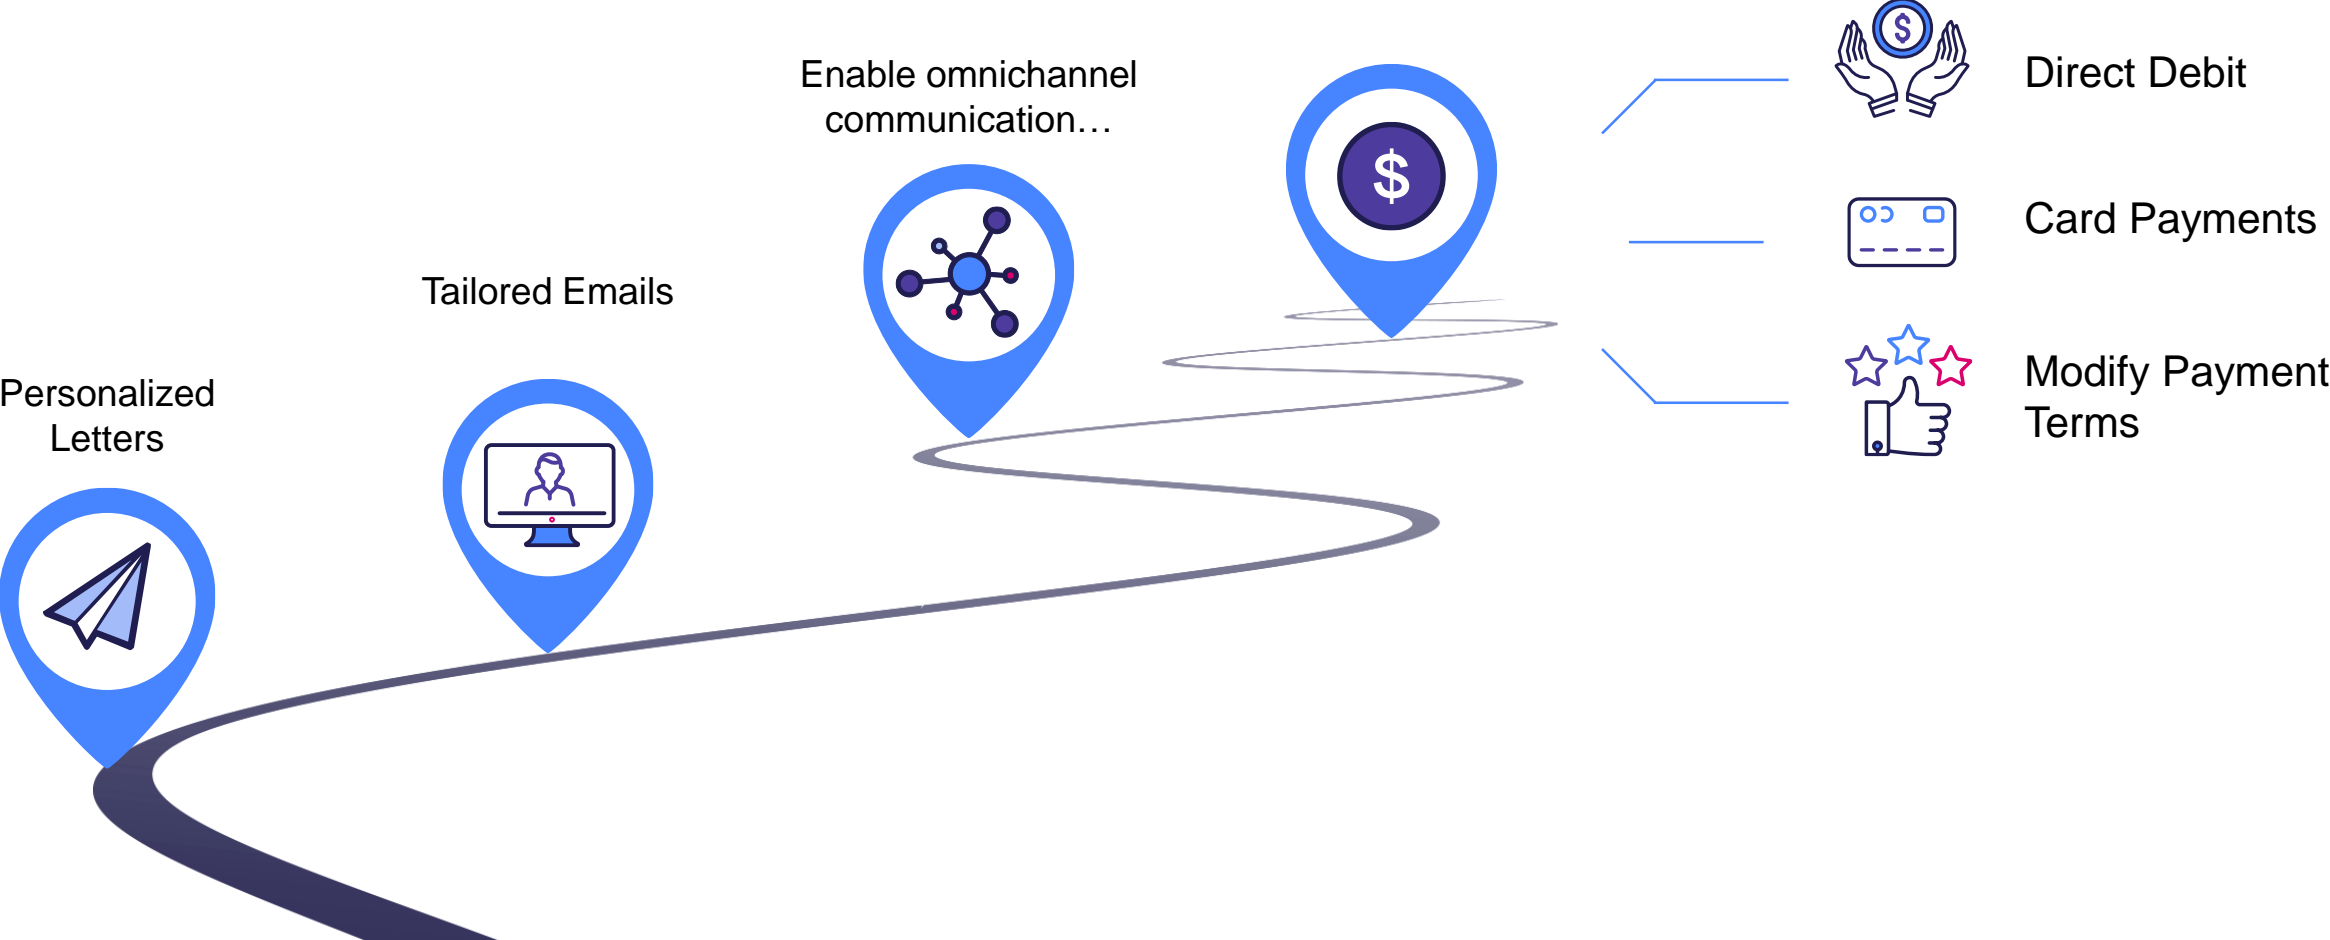 Personalized
Letters
Tailored Emails
Enable omnichannel
communication…
$
$
Direct Debit
Card Payments
Modify Payment
Terms